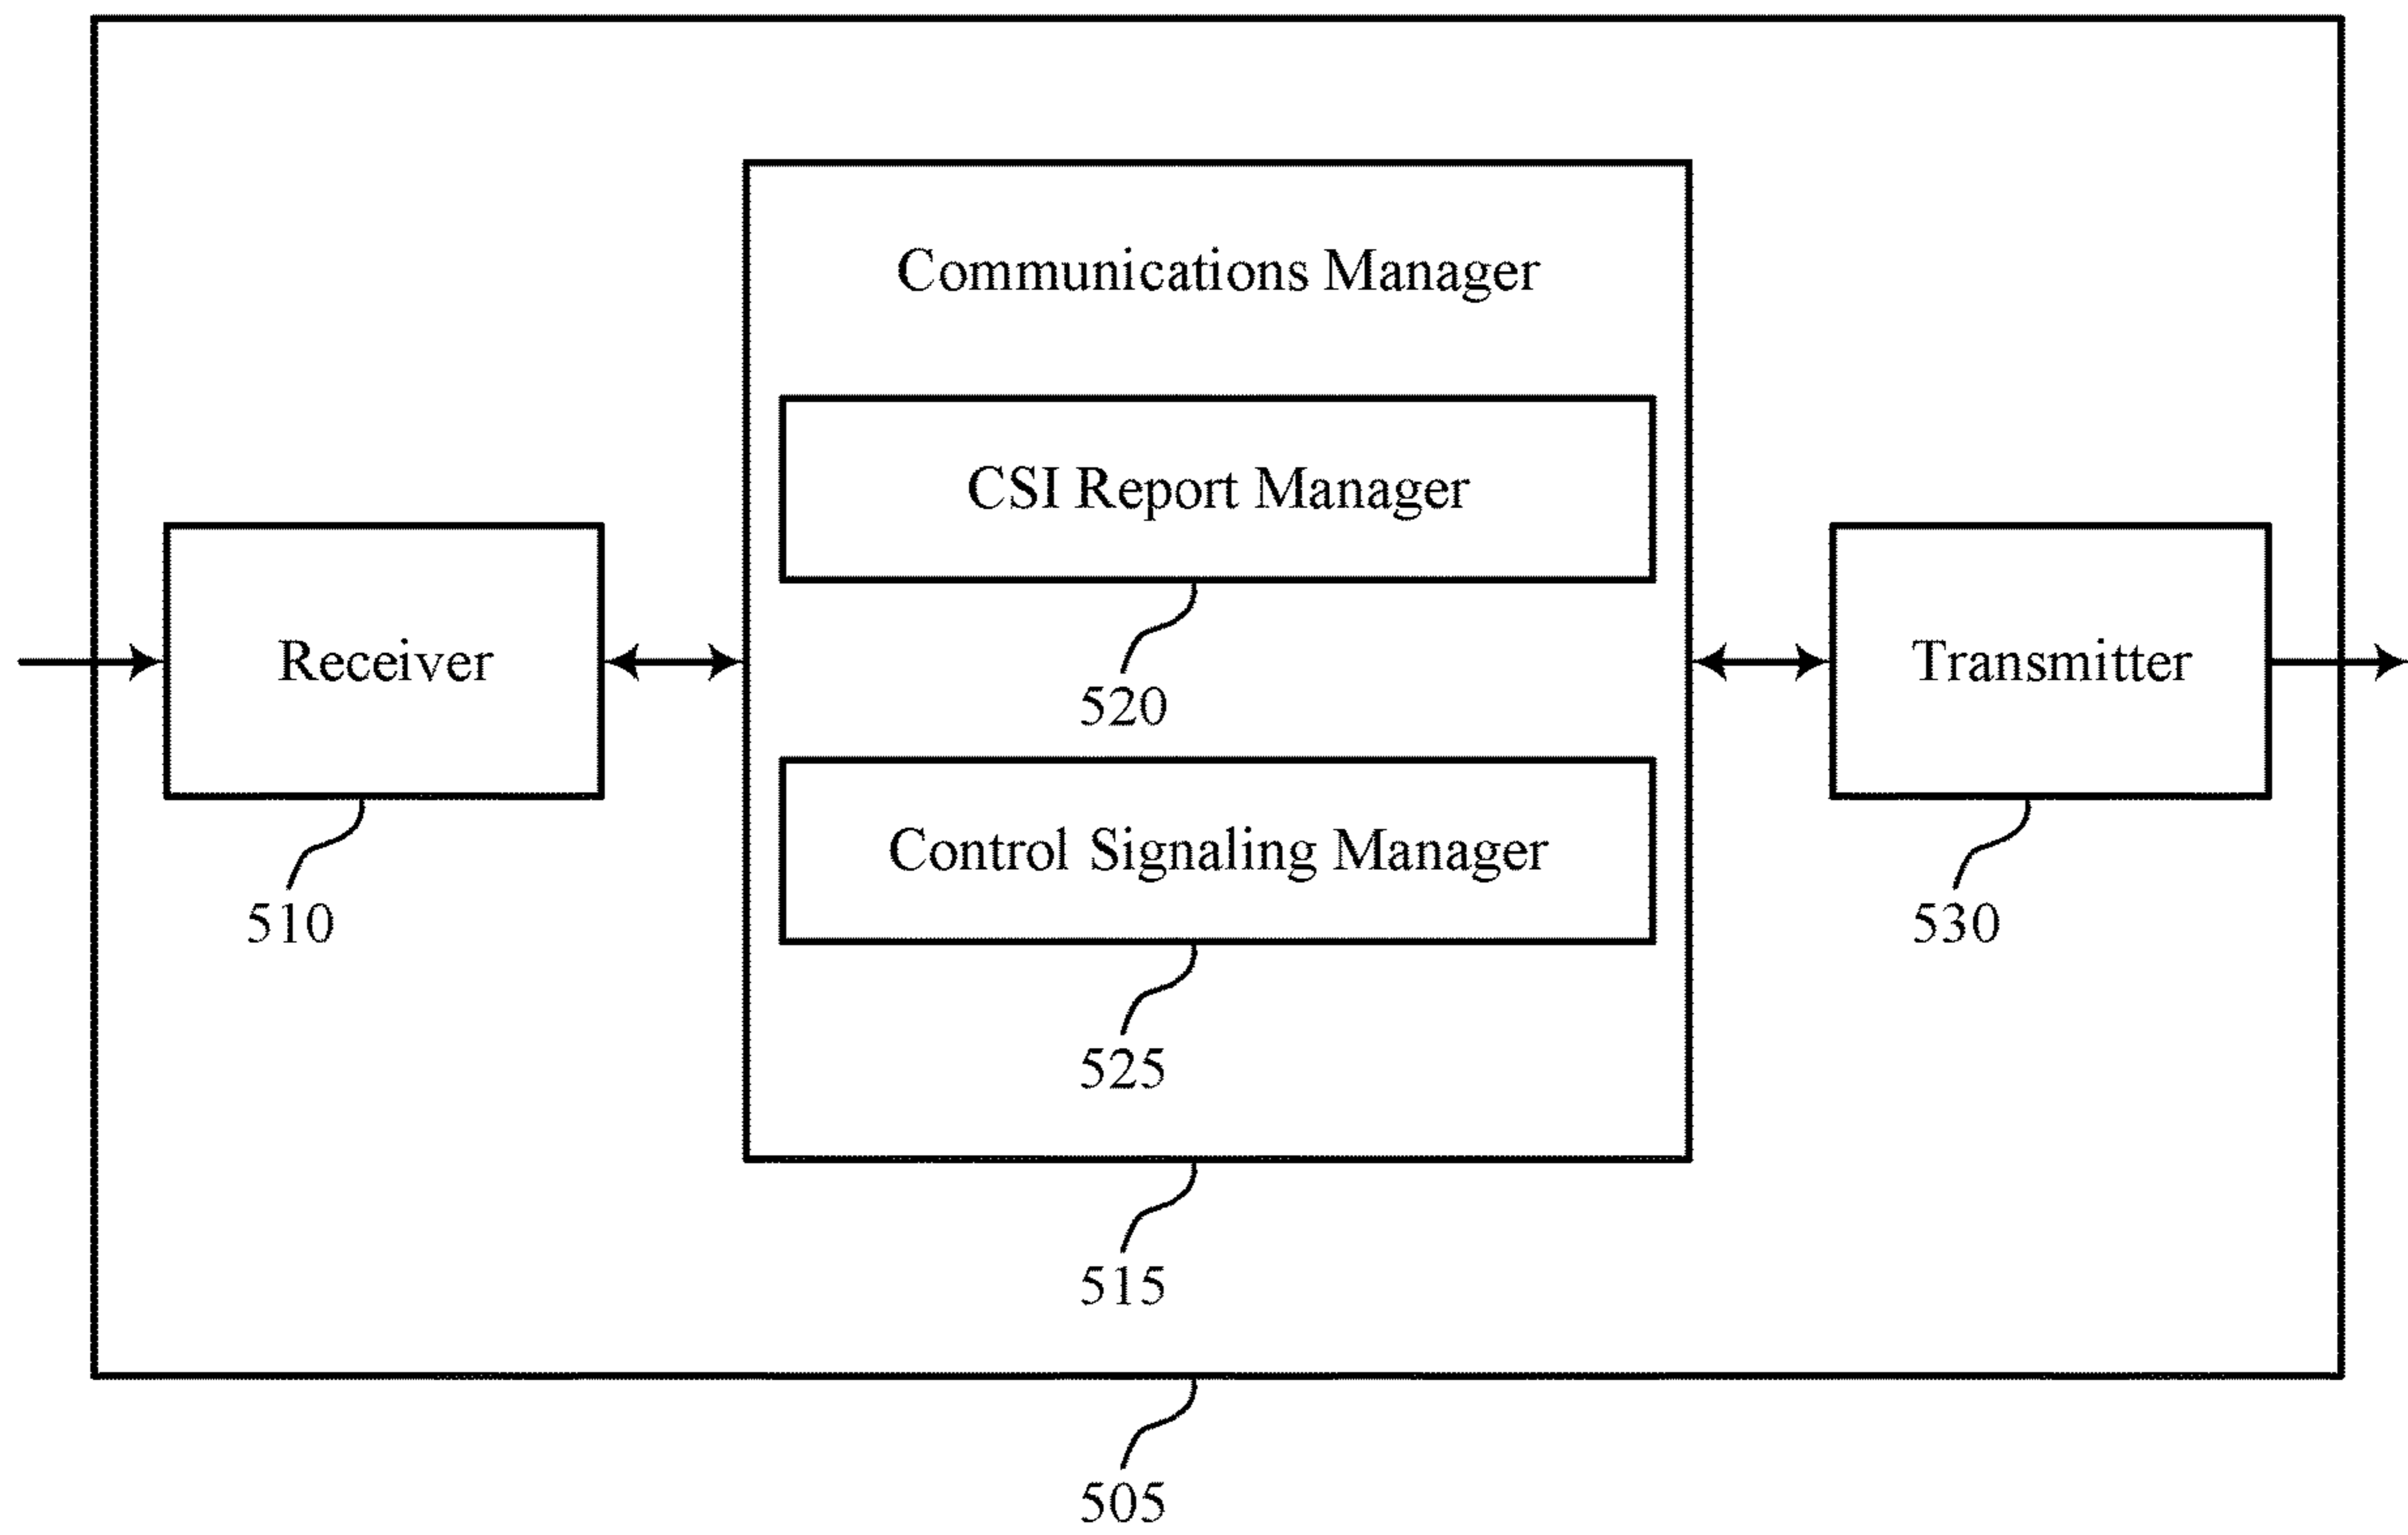 Communications Manager
CSI Report Manager
520
Receiver
510
Transmitter
530
Control Signaling Manager
525
515
505